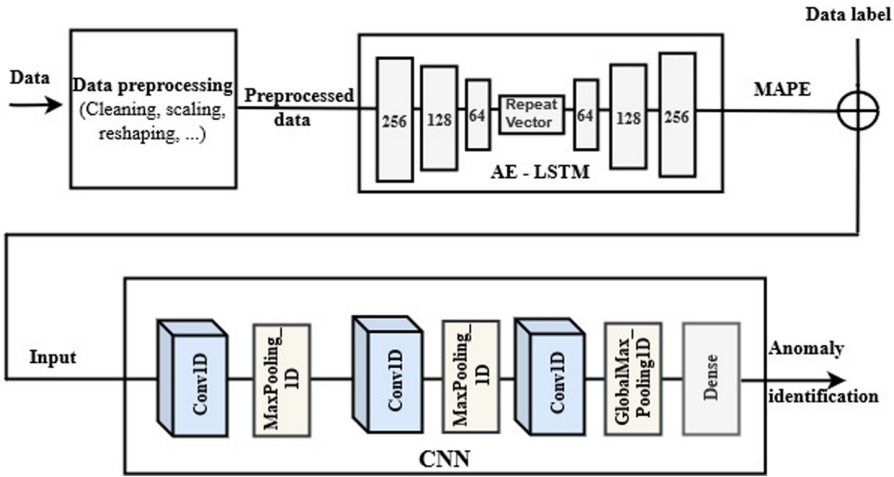 Data label
Data
Data preprocessing
(Cleaning, scaling,
reshaping, ...)
Preprocessed
data
256
128
64
Repeat
Vector
64
128
256
AE - LSTM
MAPE
Input
Conv1D
MaxPooling_
1D
Conv1D
MaxPooling_
1D
Conv1D
GlobalMax_
Pooling1D
Dense
Anomaly
identification
CNN